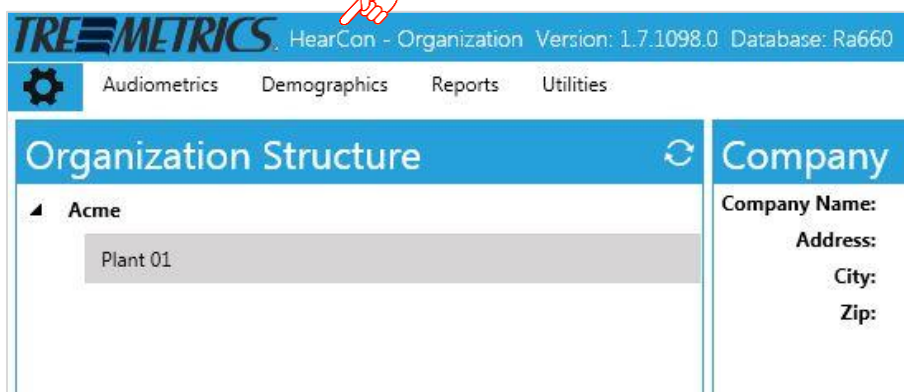 TREMETRICS. HearCon - Organization Version: 1.7.1098.0 Database: Ra660
Audiometrics Demographics Reports Utilities
Organization Structure
Acme
Plant 01
Company
Company Name:
Address:
City:
Zip: